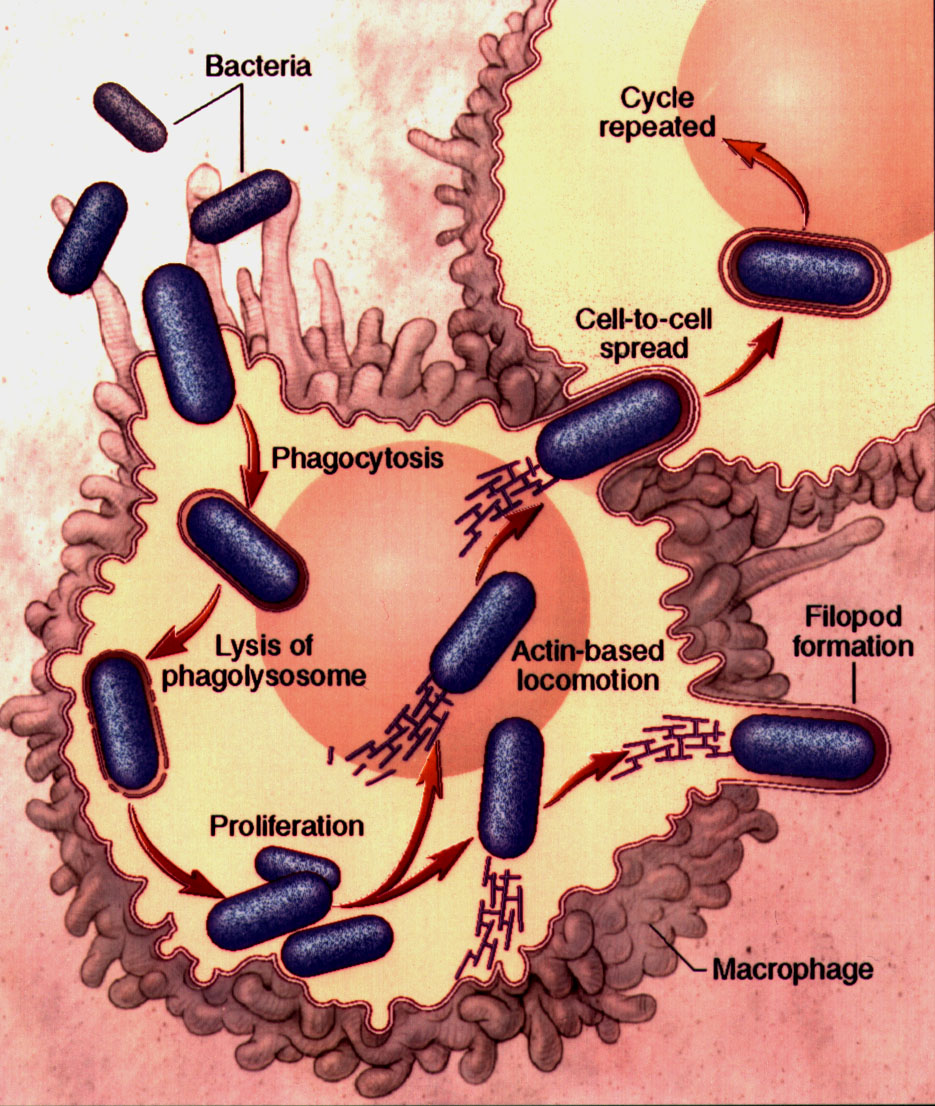 Bacteria
Cycle
repeated
Cell-to-cell
spread
Phagocytosis
Lysis of
phagolysosome
Actin-based
locomotion
Filopod
formation
Proliferation
Macrophage